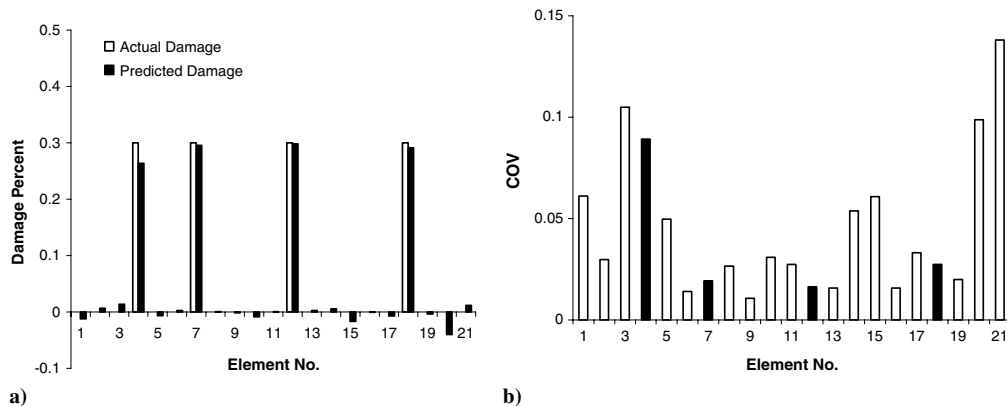 0.5
0.4
0.3
0.2
0.1
0
-0.1
Damage Percent
Actual Damage
Predicted Damage
1 3 5 7 9 11 13 15 17 19 21
Element No.
a)
0.15
0.1
0.05
0
COV
1 3 5 7 9 11 13 15 17 19 21
Element No.
b)